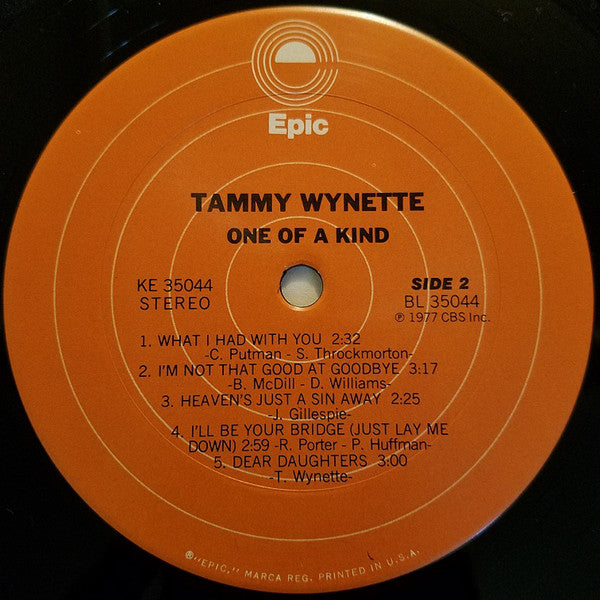 Epic
TAMMY WYNETTE
ONE OF A KIND
KE 35044
STEREO
SIDE 2
BL 35044
℗ 1977 CBS Inc.
1. WHAT I HAD WITH YOU 2:32
-C. Putman - S. Throckmorton-
2. I'M NOT THAT GOOD AT GOODBYE 3:17
-B. McDill - D. Williams-
3. HEAVEN'S JUST A SIN AWAY 2:25
-J. Gillespie-
4. I'LL BE YOUR BRIDGE (JUST LAY ME
DOWN) 2:59 -R. Porter - P. Huffman-
5. DEAR DAUGHTERS 3:00
-T. Wynette-
®"EPIC," MARCA REG. PRINTED IN U.S.A.